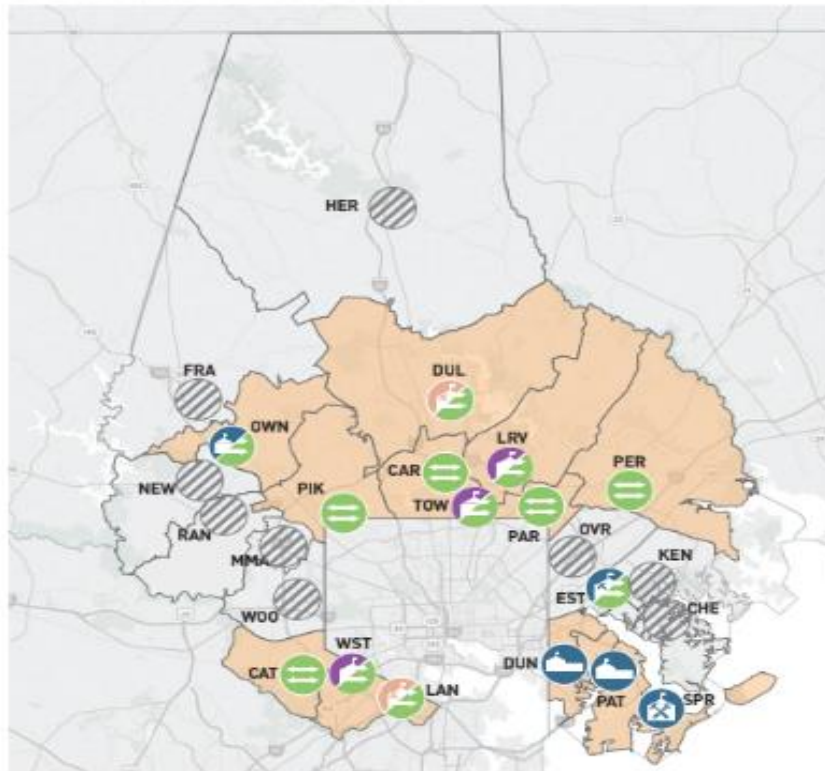 HER
FRA
DUL
OWN
LRV
CAR
PER
NEW
PIK
TOW
RAN
PAR
OVR
MMA
KEN
EST
CHE
WOO
WST
DUN
CAT
LAN
PAT
SPR